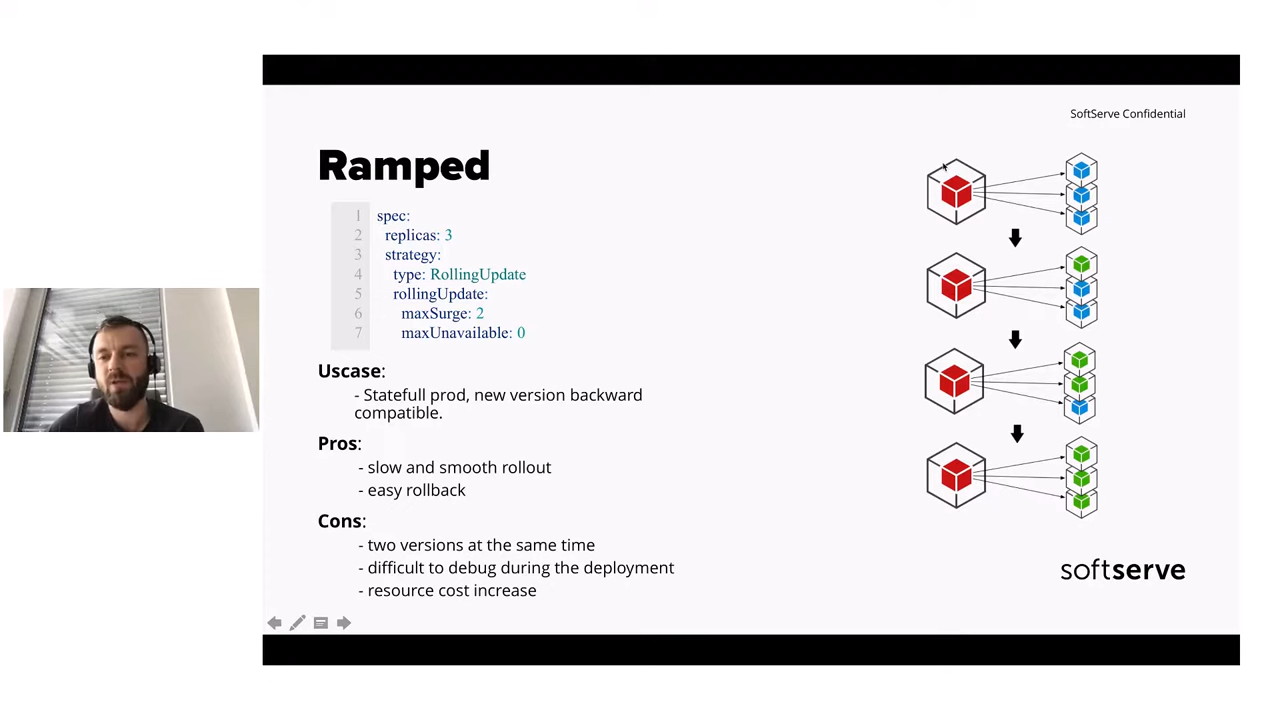 SoftServe Confidential
Ramped
1 spec:
2 replicas: 3
3 strategy:
4 type: RollingUpdate
5 rollingUpdate:
6 maxSurge: 2
7 maxUnavailable: 0
Uscase:
- Statefull prod, new version backward
compatible.
Pros:
- slow and smooth rollout
- easy rollback
Cons:
- two versions at the same time
- difficult to debug during the deployment
- resource cost increase
softserve